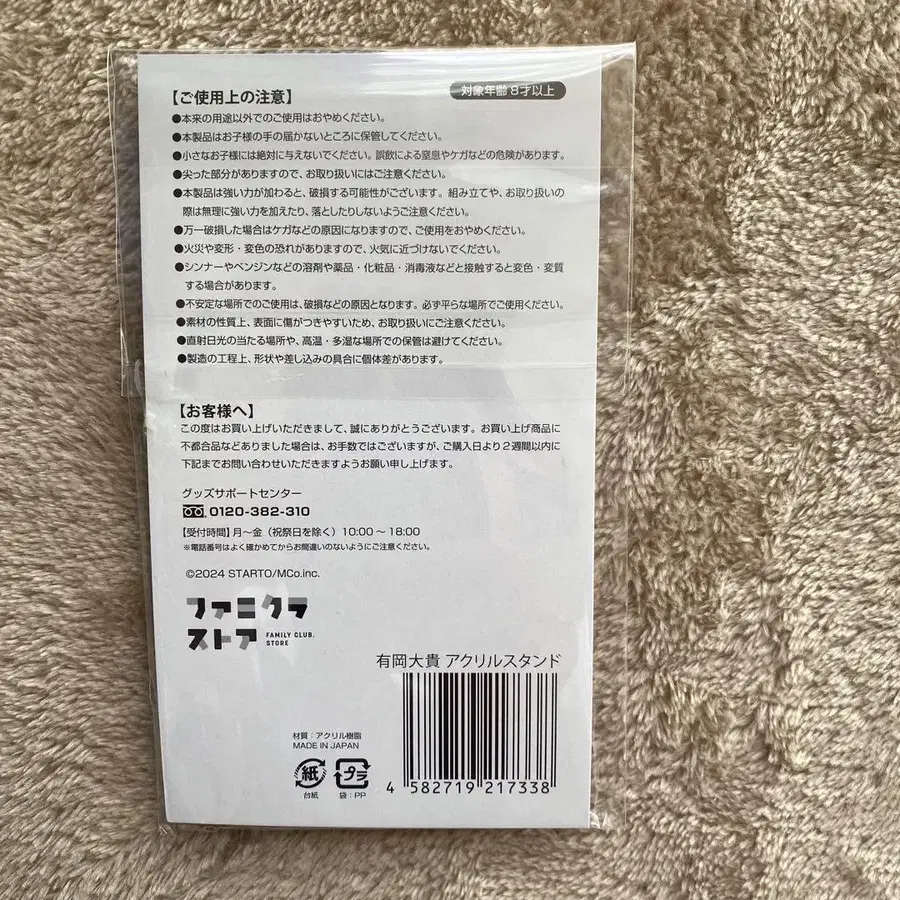 【ご使用上の注意】 対象年齢8才以上
●本来の用途以外でのご使用はおやめください。
●本製品はお子様の手の届かないところに保管してください。
●小さなお子様には絶対に与えないでください。誤飲による窒息やケガなどの危険があります。
●尖った部分がありますので、お取り扱いにはご注意ください。
●本製品は強い力が加わると、破損する可能性がございます。組み立てや、お取り扱いの
際は無理に強い力を加えたり、落としたりしないようご注意ください。
●万一破損した場合はケガなどの原因になりますので、ご使用をおやめください。
●火災や変形・変色の恐れがありますので、火気に近づけないでください。
●シンナーやベンジンなどの溶剤や薬品・化粧品・消毒液などと接触すると変色・変質
する場合があります。
●不安定な場所でのご使用は、破損などの原因となります。必ず平らな場所でご使用ください。
●素材の性質上、表面に傷がつきやすいため、お取り扱いにご注意ください。
●直射日光の当たる場所や、高温・多湿な場所での保管は避けてください。
●製造の工程上、形状や差し込みの具合に個体差があります。
【お客様へ】
この度はお買い上げいただきまして、誠にありがとうございます。お買い上げ商品に
不都合品などありました場合は、お手数ではございますが、ご購入日より2週間以内に
下記までお問い合わせいただきますようお願い申し上げます。
グッズサポートセンター
0120-382-310
【受付時間】月〜金（祝祭日を除く）10:00〜18:00
※電話番号はよく確かめてからお間違いのないようにご注意ください。
©2024 STARTO/MCo.inc.
ファミクラ
ストア FAMILY CLUB.
STORE
有岡大貴 アクリルスタンド
材質：アクリル樹脂
MADE IN JAPAN
紙 プラ
台紙 袋：PP
4 582719 217338